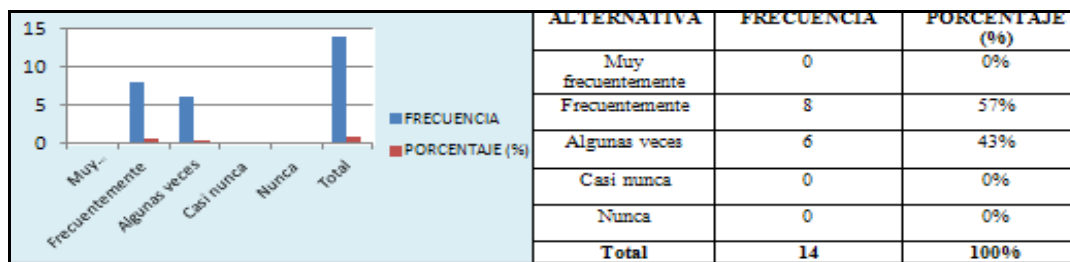 15
10
5
0
Muy...
Frecuentemente
Algunas veces
Casi nunca
Nunca
Total
FRECUENCIA
PORCENTAJE (%)
ALTERNATIVA FRECUENCIA PORCENTAJE
(%)
Muy
frecuentemente 0 0%
Frecuentemente 8 57%
Algunas veces 6 43%
Casi nunca 0 0%
Nunca 0 0%
Total 14 100%